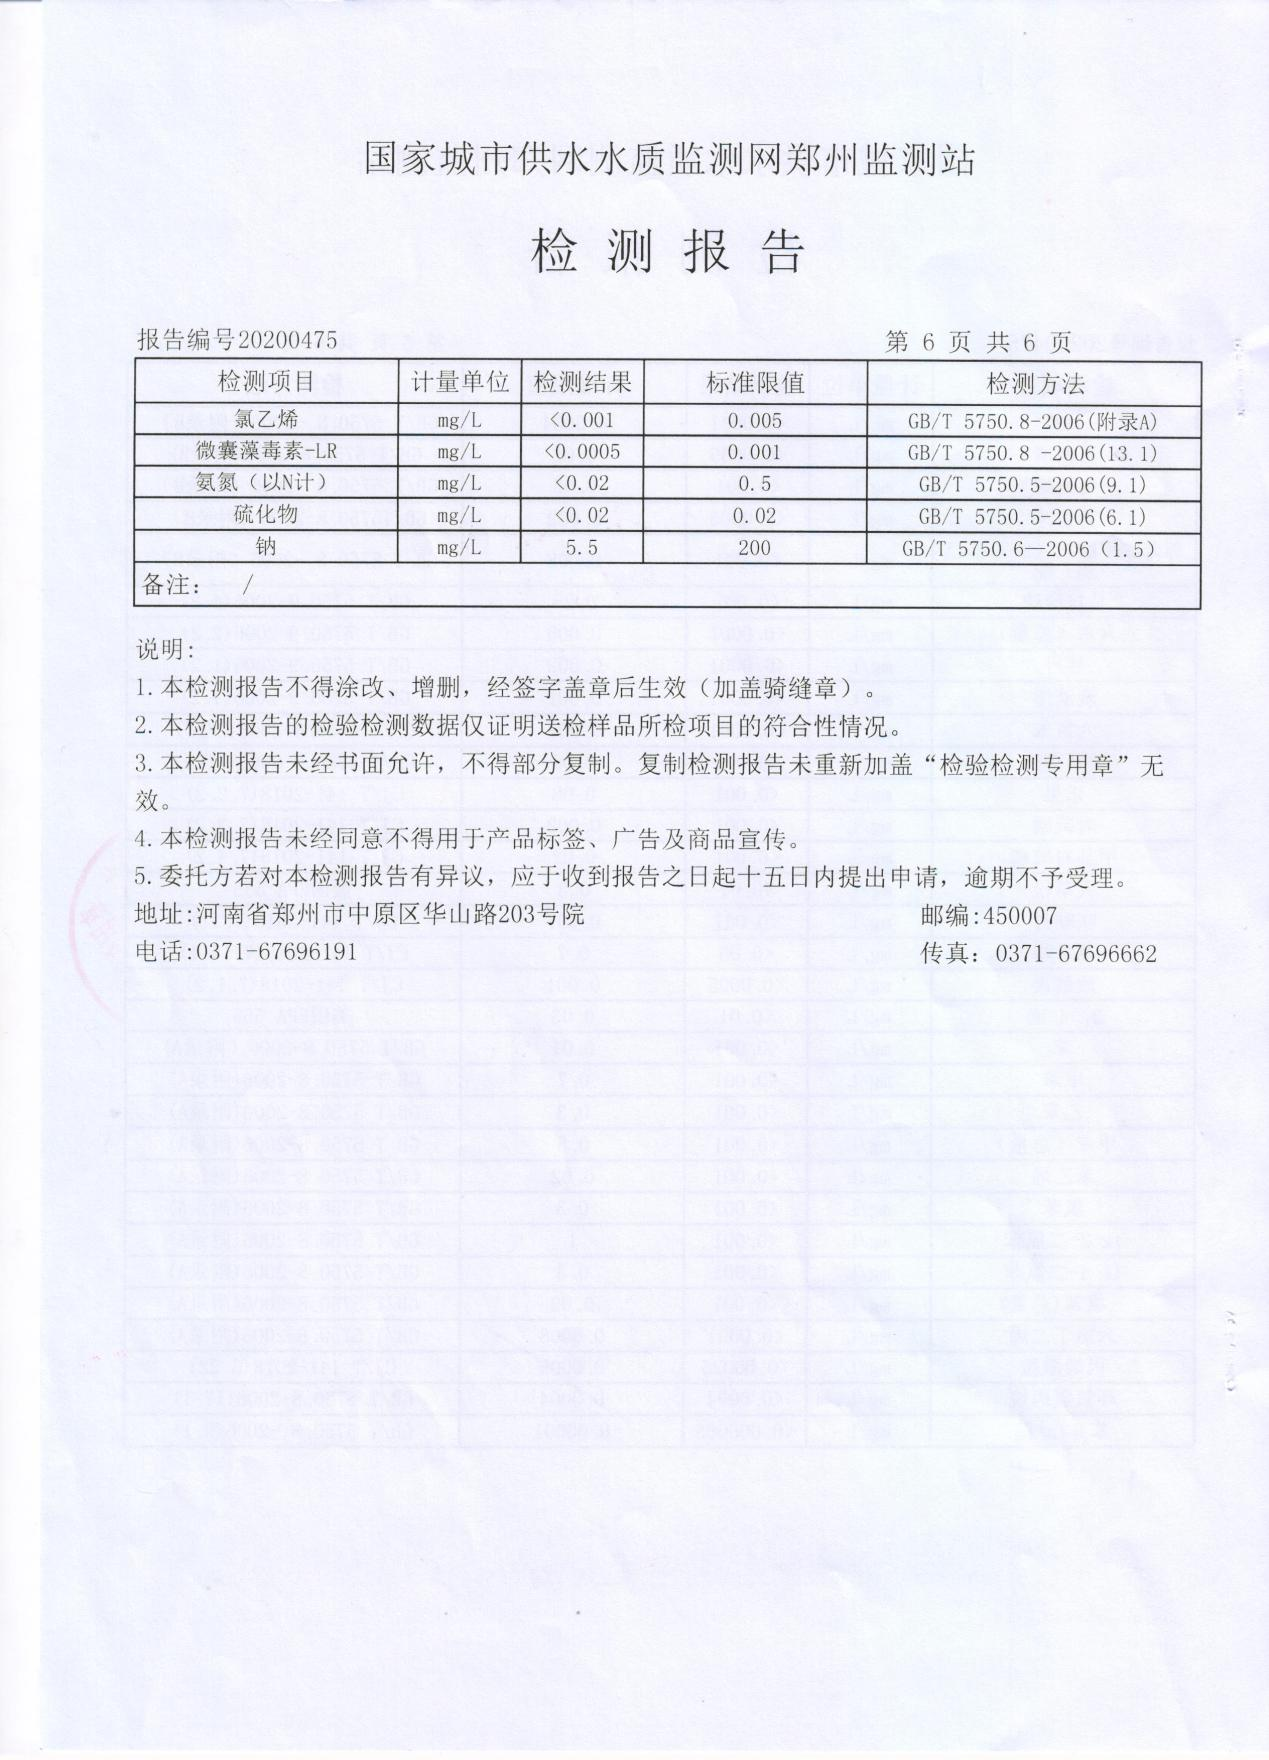 国家城市供水水质监测网郑州监测站
检测报告
报告编号20200475 第 6 页 共 6 页
检测项目 计量单位 检测结果 标准限值 检测方法
氯乙烯 mg/L <0.001 0.005 GB/T 5750.8-2006(附录A)
微囊藻毒素-LR mg/L <0.0005 0.001 GB/T 5750.8 -2006(13.1)
氨氮（以N计） mg/L <0.02 0.5 GB/T 5750.5-2006(9.1)
硫化物 mg/L <0.02 0.02 GB/T 5750.5-2006(6.1)
钠 mg/L 5.5 200 GB/T 5750.6—2006（1.5）
备注： /
说明:
1.本检测报告不得涂改、增删，经签字盖章后生效（加盖骑缝章）。
2.本检测报告的检验检测数据仅证明送检样品所检项目的符合性情况。
3.本检测报告未经书面允许，不得部分复制。复制检测报告未重新加盖“检验检测专用章”无
效。
4.本检测报告未经同意不得用于产品标签、广告及商品宣传。
5.委托方若对本检测报告有异议，应于收到报告之日起十五日内提出申请，逾期不予受理。
地址:河南省郑州市中原区华山路203号院 邮编:450007
电话:0371-67696191 传真：0371-67696662